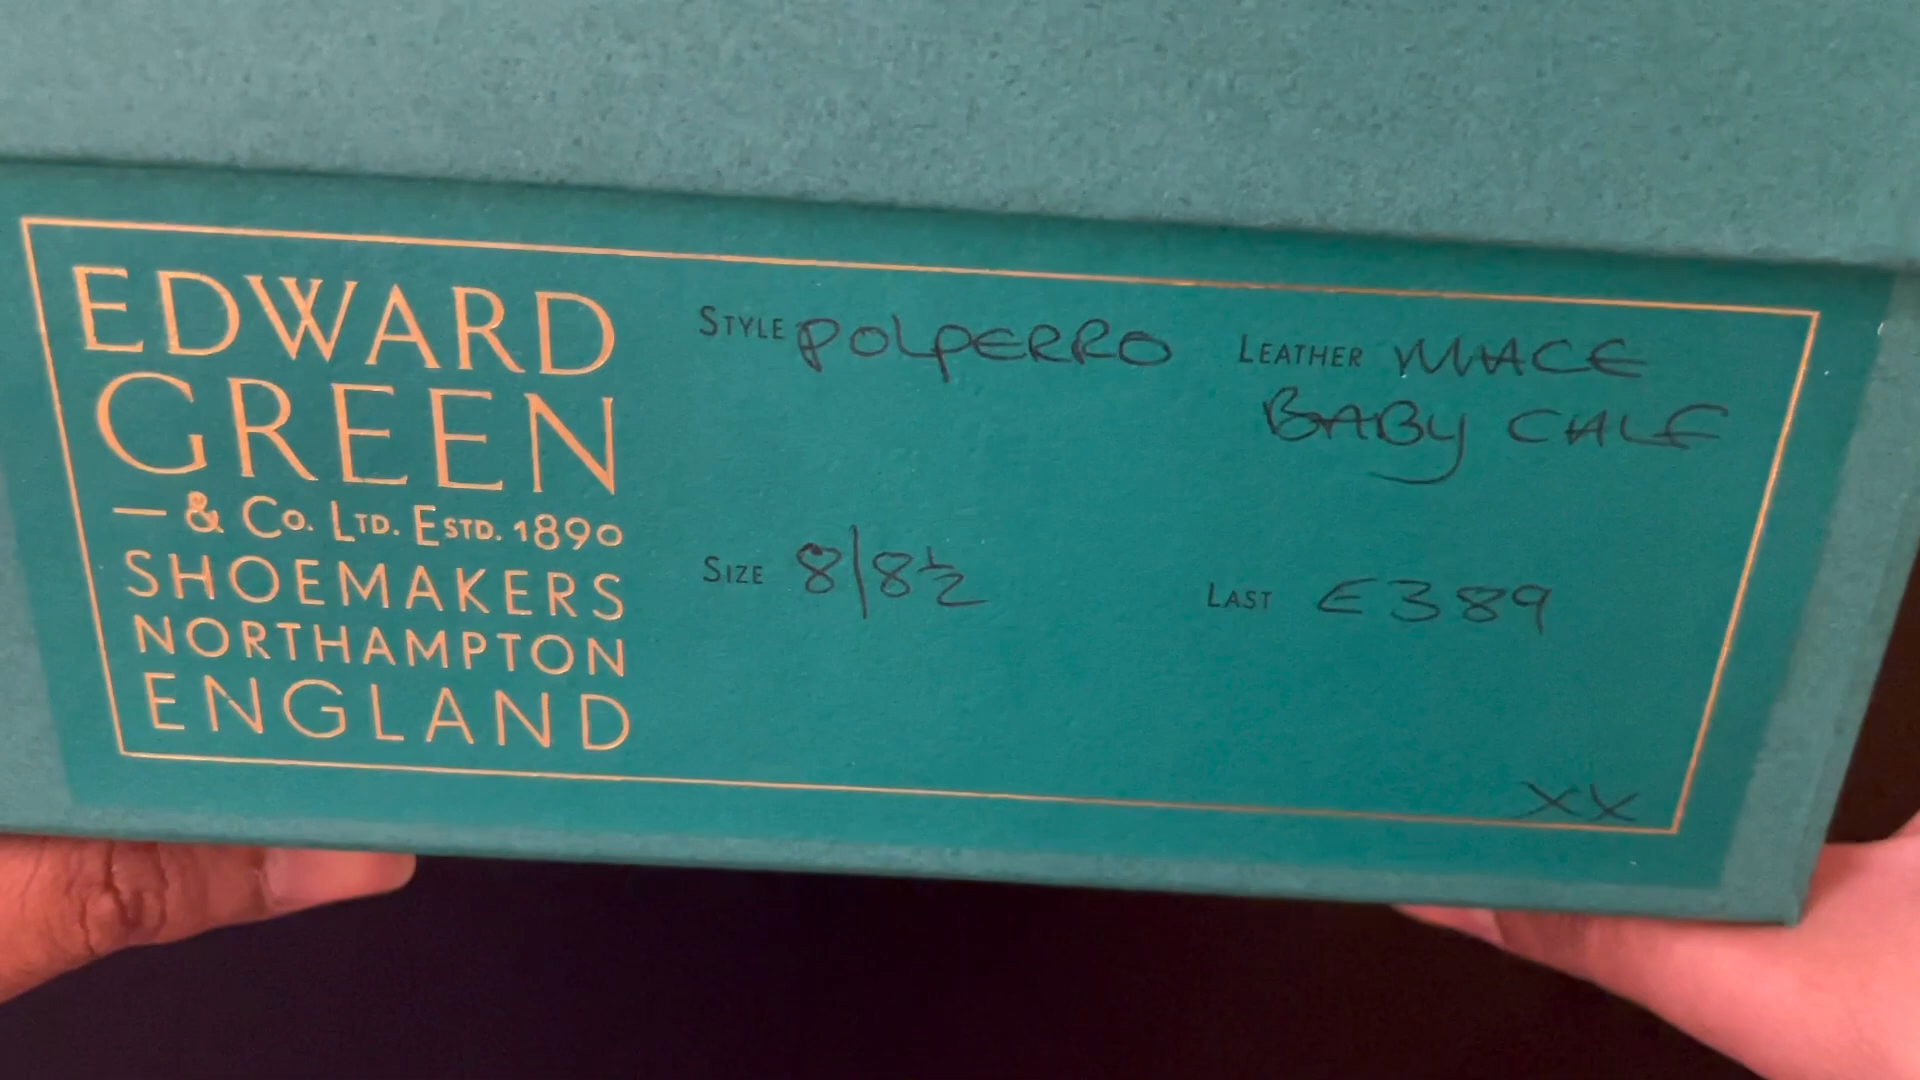 EDWARD
GREEN
— & Co. LTD. ESTD. 1890
SHOEMAKERS
NORTHAMPTON
ENGLAND
STYLE POLPERRO
LEATHER MACE
BABY CALF
SIZE 8/8½
LAST E389
XX